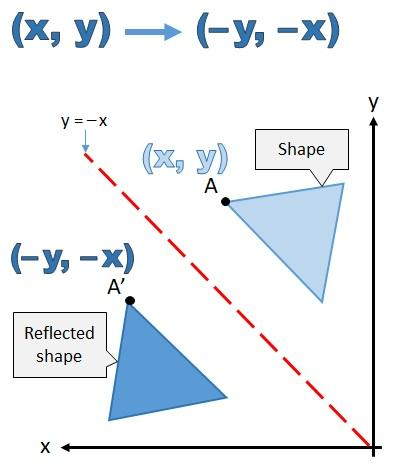 (x, y) → (−y, −x)
y
y = −x
(x, y)
Shape
A
(−y, −x)
A’
Reflected
shape
x